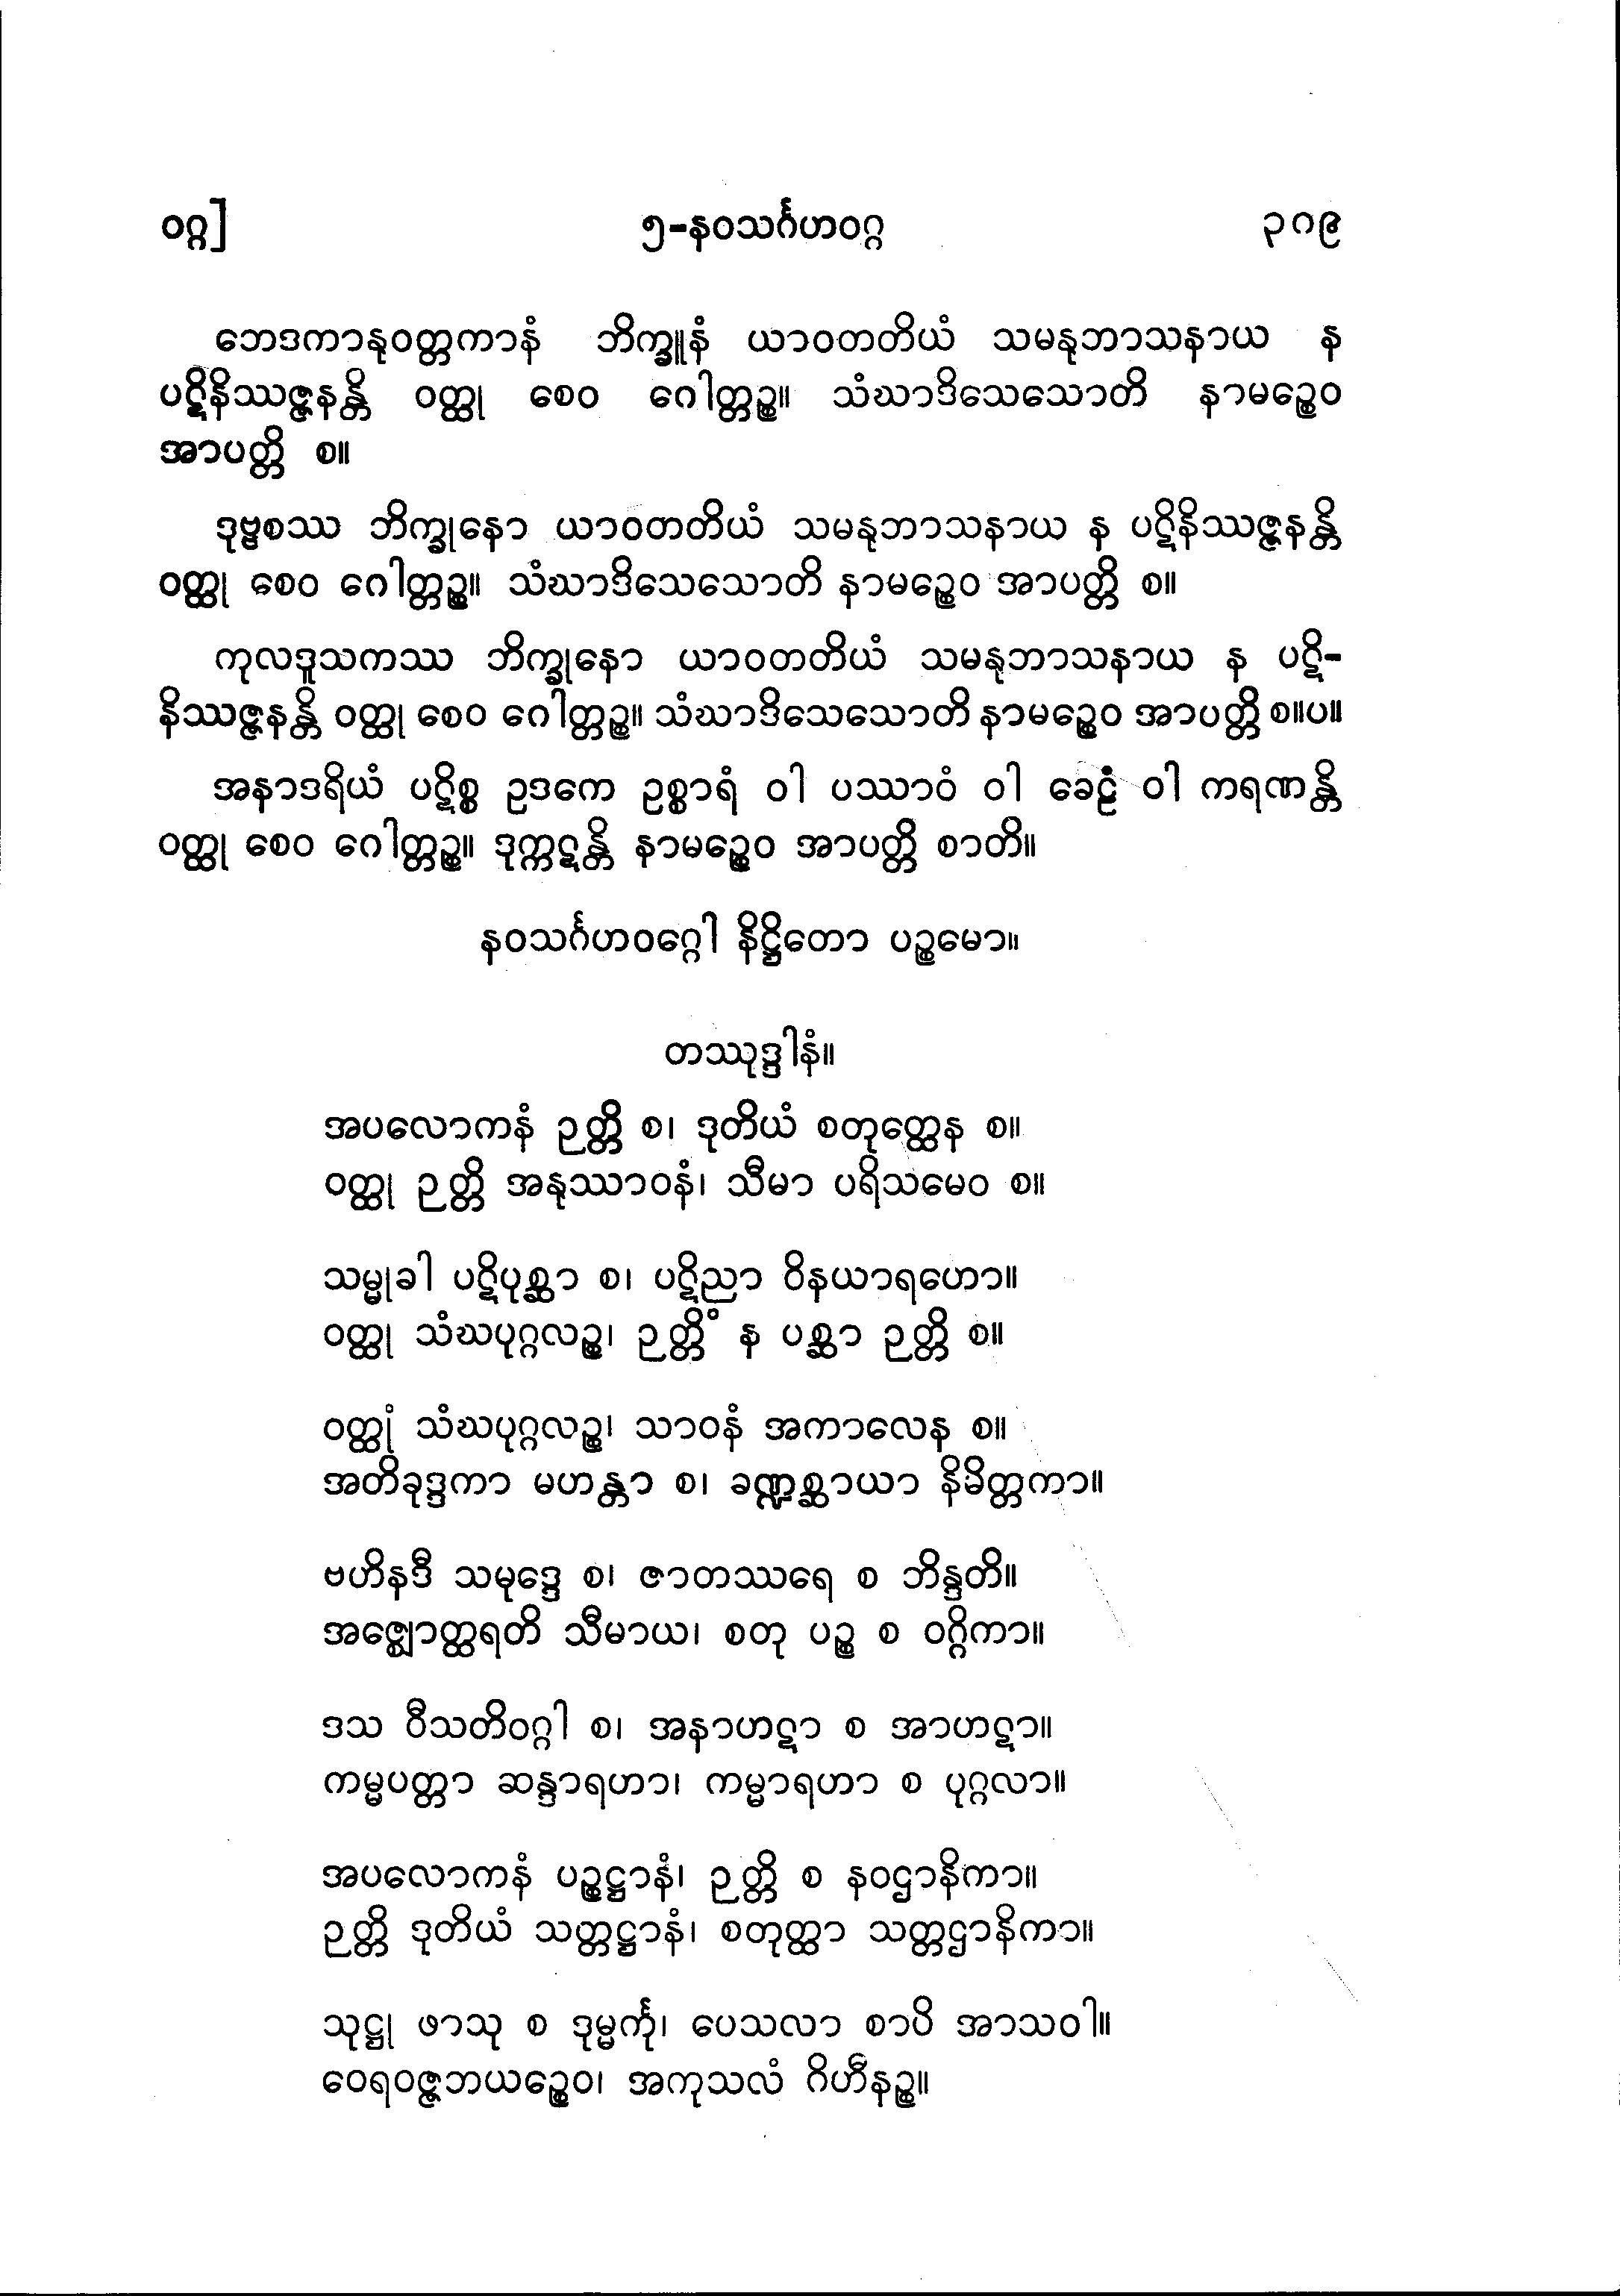 ဝဂ္ဂ] ၅-နဝသင်္ဂဟဝဂ္ဂ ၃၀၉
ဘေဒကာနုဝတ္တကာနံ ဘိက္ခူနံ ယာဝတတိယံ သမနုဘာသနာယ န
ပဋိနိဿဇ္ဇနန္တိ ဝတ္ထု စေဝ ဂေါတ္တဉ္စ။ သံဃာဒိသေသောတိ နာမဉ္စေဝ
အာပတ္တိ စ။
ဒုဗ္ဗစဿ ဘိက္ခုနော ယာဝတတိယံ သမနုဘာသနာယ န ပဋိနိဿဇ္ဇနန္တိ
ဝတ္ထု စေဝ ဂေါတ္တဉ္စ။ သံဃာဒိသေသောတိ နာမဉ္စေဝ အာပတ္တိ စ။
ကုလဒူသကဿ ဘိက္ခုနော ယာဝတတိယံ သမနုဘာသနာယ န ပဋိ-
နိဿဇ္ဇနန္တိ ဝတ္ထု စေဝ ဂေါတ္တဉ္စ။ သံဃာဒိသေသောတိ နာမဉ္စေဝ အာပတ္တိ စ။ပ။
အနာဒရိယံ ပဋိစ္စ ဥဒကေ ဥစ္စာရံ ဝါ ပဿာဝံ ဝါ ခေဠံ ဝါ ကရဏန္တိ
ဝတ္ထု စေဝ ဂေါတ္တဉ္စ။ ဒုက္ကဋန္တိ နာမဉ္စေဝ အာပတ္တိ စာတိ။
နဝသင်္ဂဟဝဂ္ဂေါ နိဋ္ဌိတော ပဉ္စမော။
တဿုဒ္ဒါနံ။
အပလောကနံ ဉတ္တိ စ၊ ဒုတိယံ စတုတ္ထေန စ။
ဝတ္ထု ဉတ္တိ အနုဿာဝနံ၊ သီမာ ပရိသမေဝ စ။
သမ္မုခါ ပဋိပုစ္ဆာ စ၊ ပဋိညာ ဝိနယာရဟော။
ဝတ္ထု သံဃပုဂ္ဂလဉ္စ၊ ဉတ္တိံ န ပစ္ဆာ ဉတ္တိ စ။
ဝတ္ထုံ သံဃပုဂ္ဂလဉ္စ၊ သာဝနံ အကာလေန စ။
အတိခုဒ္ဒကာ မဟန္တာ စ၊ ခဏ္ဍစ္ဆာယာ နိမိတ္တကာ။
ဗဟိနဒီ သမုဒ္ဒေ စ၊ ဇာတဿရေ စ ဘိန္ဒတိ။
အဇ္ဈောတ္ထရတိ သီမာယ၊ စတု ပဉ္စ စ ဝဂ္ဂိကာ။
ဒသ ဝီသတိဝဂ္ဂါ စ၊ အနာဟဋာ စ အာဟဋာ။
ကမ္မပတ္တာ ဆန္ဒာရဟာ၊ ကမ္မာရဟာ စ ပုဂ္ဂလာ။
အပလောကနံ ပဉ္စဋ္ဌာနံ၊ ဉတ္တိ စ နဝဌာနိကာ။
ဉတ္တိ ဒုတိယံ သတ္တဋ္ဌာနံ၊ စတုတ္ထာ သတ္တဌာနိကာ။
သုဋ္ဌု ဖာသု စ ဒုမ္မင်္ကု၊ ပေသလာ စာပိ အာသဝါ။
ဝေရဝဇ္ဇဘယဉ္စေဝ၊ အကုသလံ ဂိဟီနဉ္စ။